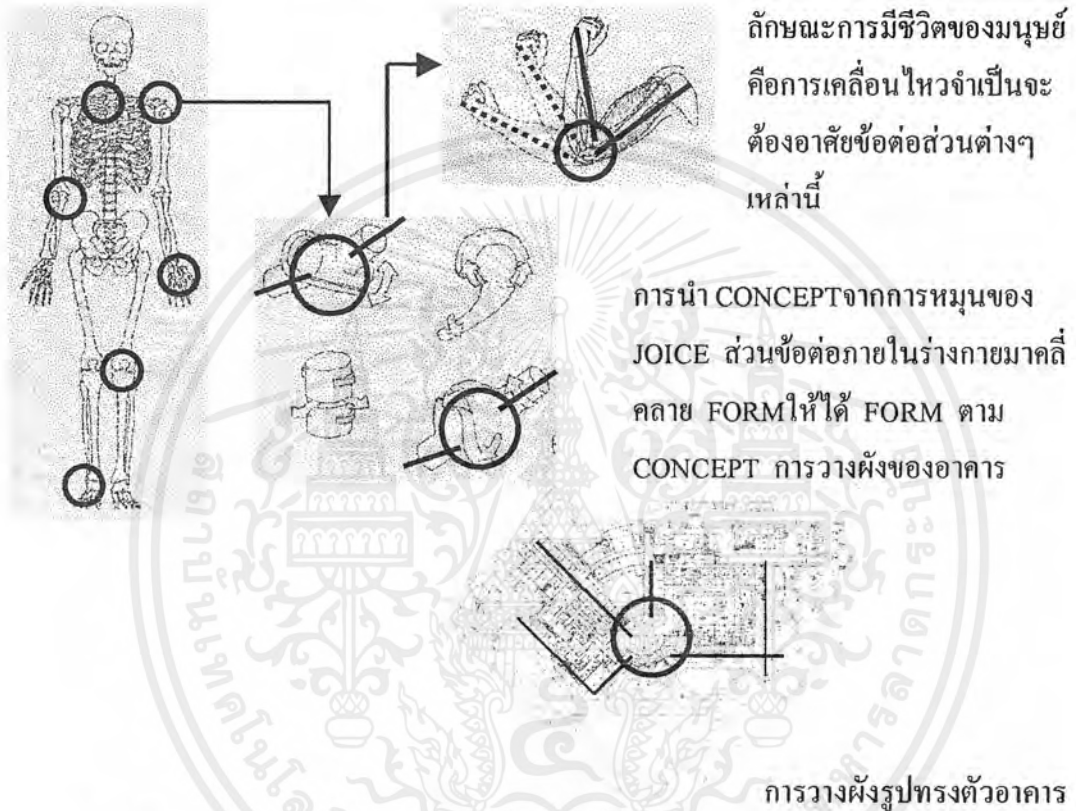 ลักษณะการมีชีวิตของมนุษย์
คือการเคลื่อนไหวจำเป็นจะ
ต้องอาศัยข้อต่อส่วนต่างๆ
เหล่านี้
การนำ CONCEPTจากการหมุนของ
JOICE ส่วนข้อต่อภายในร่างกายมาคลี่
คลาย FORMให้ได้ FORM ตาม
CONCEPT การวางผังของอาคาร
การวางผังรูปทรงตัวอาคาร